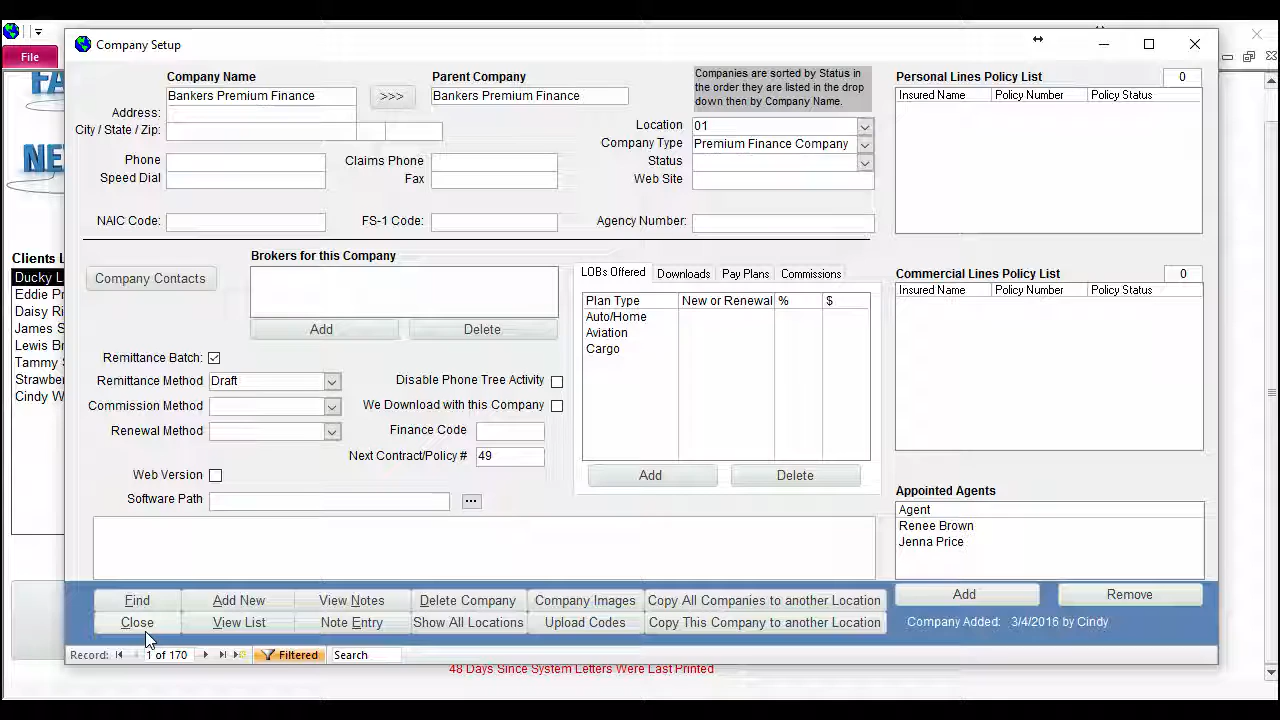 Company Setup
File
FA
NE
Company Name
Parent Company
Bankers Premium Finance
>>>
Bankers Premium Finance
Address:
City / State / Zip:
Phone
Claims Phone
Speed Dial
Fax
NAIC Code:
FS-1 Code:
Agency Number:
Companies are sorted by Status in
the order they are listed in the drop
down then by Company Name.
Location
01
Company Type
Premium Finance Company
Status
Web Site
Personal Lines Policy List
0
Insured Name
Policy Number
Policy Status
Clients L
Ducky L
Eddie Pr
Daisy Ri
James S
Lewis Br
Tammy S
Strawber
Cindy W
Company Contacts
Brokers for this Company
Add
Delete
LOBs Offered
Downloads
Pay Plans
Commissions
Plan Type
New or Renewal
%
$
Auto/Home
Aviation
Cargo
Add
Delete
Commercial Lines Policy List
0
Insured Name
Policy Number
Policy Status
Remittance Batch:
Remittance Method
Draft
Disable Phone Tree Activity
Commission Method
We Download with this Company
Renewal Method
Finance Code
Next Contract/Policy #
49
Web Version
Software Path
...
Appointed Agents
Agent
Renee Brown
Jenna Price
Add
Remove
Find
Add New
View Notes
Delete Company
Company Images
Copy All Companies to another Location
Close
View List
Note Entry
Show All Locations
Upload Codes
Copy This Company to another Location
Company Added:
3/4/2016 by Cindy
Record:
1 of 170
Filtered
Search
48 Days Since System Letters Were Last Printed